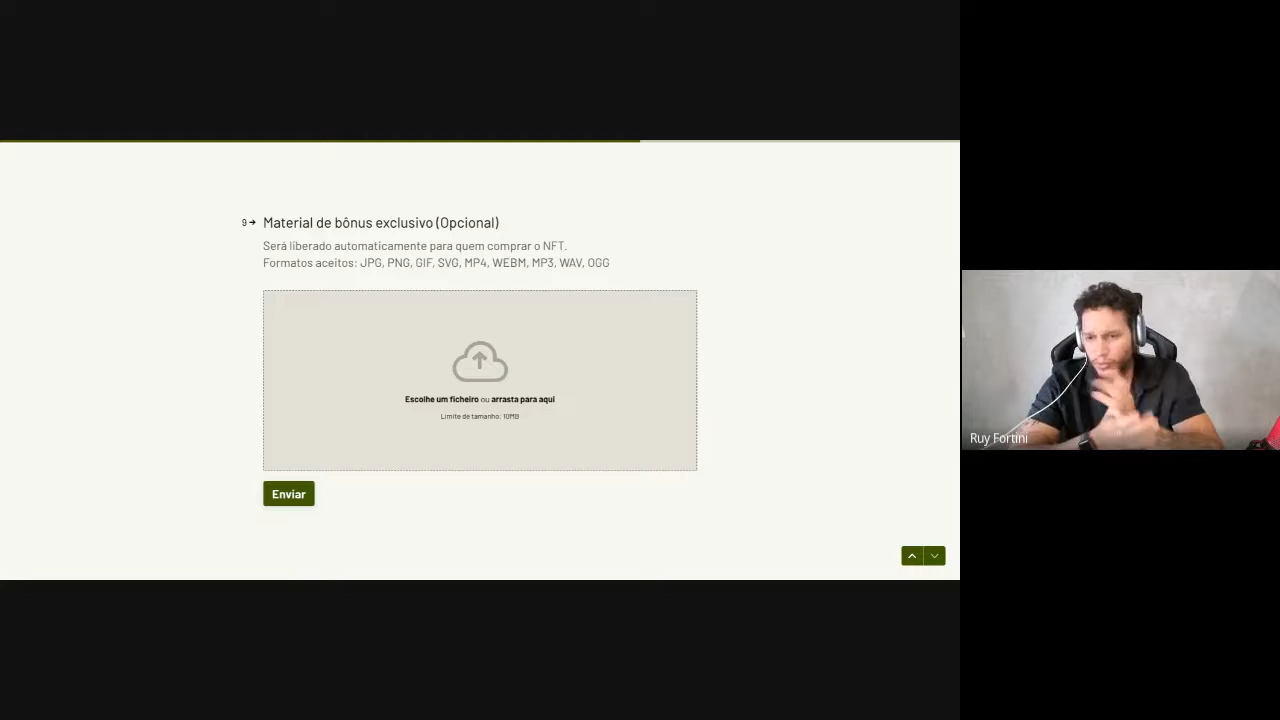 9 → Material de bônus exclusivo (Opcional)
Será liberado automaticamente para quem comprar o NFT.
Formatos aceitos: JPG, PNG, GIF, SVG, MP4, WEBM, MP3, WAV, OGG
Escolhe um ficheiro ou arrasta para aqui
Limite de tamanho: 10MB
Enviar
Ruy Fortini